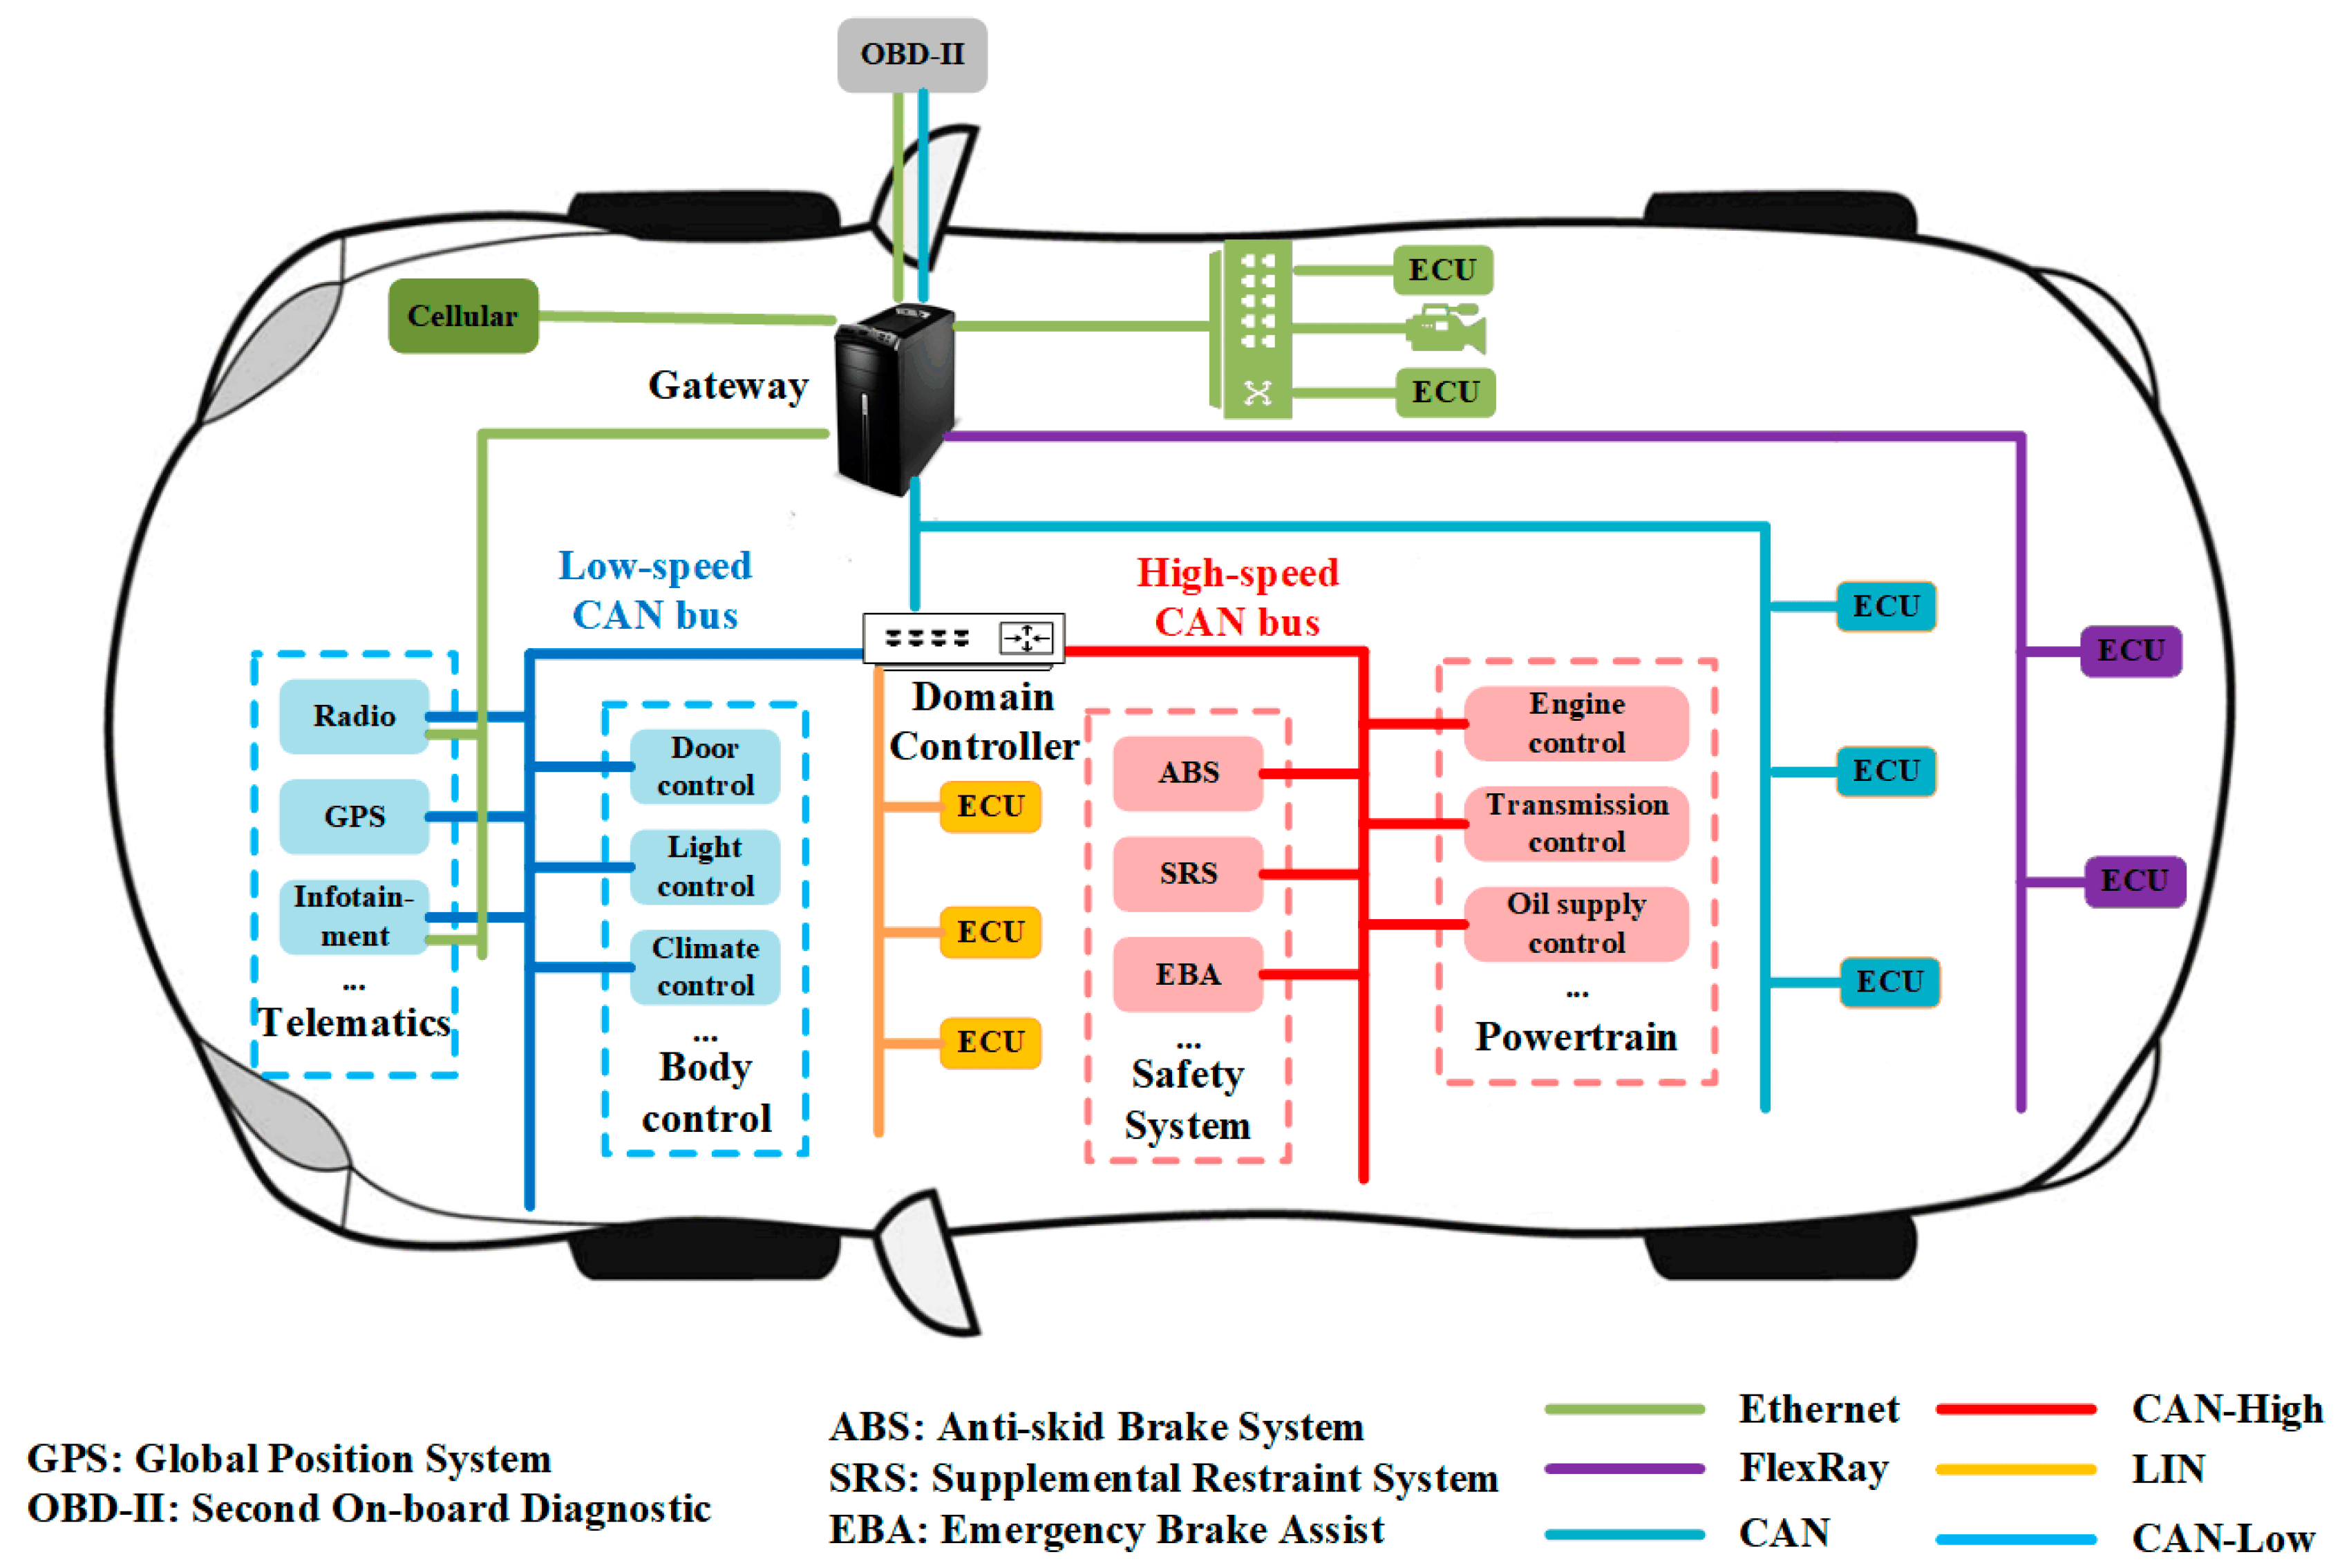 OBD-II
Cellular
Gateway
ECU
ECU
Low-speed
CAN bus
High-speed
CAN bus
Domain
Controller
Radio
GPS
Infotain-
ment
...
Telematics
Door
control
Light
control
Climate
control
...
Body
control
ECU
ECU
ECU
ABS
SRS
EBA
...
Safety
System
Engine
control
Transmission
control
Oil supply
control
...
Powertrain
ECU
ECU
ECU
ECU
ECU
GPS: Global Position System
OBD-II: Second On-board Diagnostic
ABS: Anti-skid Brake System
SRS: Supplemental Restraint System
EBA: Emergency Brake Assist
Ethernet
FlexRay
CAN
CAN-High
LIN
CAN-Low